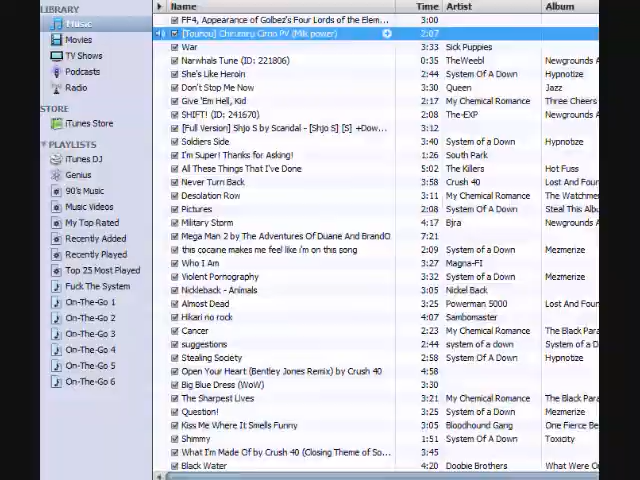 LIBRARY
Music
Movies
TV Shows
Podcasts
Radio
STORE
iTunes Store
PLAYLISTS
iTunes DJ
Genius
90's Music
Music Videos
My Top Rated
Recently Added
Recently Played
Top 25 Most Played
Fuck The System
On-The-Go 1
On-The-Go 2
On-The-Go 3
On-The-Go 4
On-The-Go 5
On-The-Go 6
Name Time Artist Album
FF4, Appearance of Golbez's Four Lords of the Elem... 3:00
[Touhou] Chirumiru Cirno PV (Milk power) 2:07
War 3:33 Sick Puppies
Narwhals Tune (ID: 221806) 0:35 TheWeebl Newgrounds A
She's Like Heroin 2:44 System Of A Down Hypnotize
Don't Stop Me Now 3:30 Queen Jazz
Give 'Em Hell, Kid 2:17 My Chemical Romance Three Cheers
SHIFT! (ID: 241670) 2:08 The-EXP Newgrounds A
[Full Version] Shjo S by Scandal - [Shjo S] [S] +Dow... 3:12
Soldiers Side 3:40 System of a Down Hypnotize
I'm Super! Thanks for Asking! 1:26 South Park
All These Things That I've Done 5:02 The Killers Hot Fuss
Never Turn Back 3:58 Crush 40 Lost And Foun
Desolation Row 3:11 My Chemical Romance The Watchmen
Pictures 2:08 System Of A Down Steal This Alb
Military Storm 4:17 Bjra Newgrounds A
Mega Man 2 by The Adventures Of Duane And BrandO 7:21
this cocaine makes me feel like i'm on this song 2:09 System of a Down Mezmerize
Who I Am 3:27 Magna-FI
Violent Pornography 3:32 System of a Down Mezmerize
Nickleback - Animals 3:05 Nickel Back
Almost Dead 3:25 Powerman 5000 Lost And Found
Hikari no rock 4:07 Sambomaster
Cancer 2:23 My Chemical Romance The Black Para
suggestions 2:44 system of a down System Of A D
Stealing Society 2:58 System Of A Down Hypnotize
Open Your Heart (Bentley Jones Remix) by Crush 40 4:58
Big Blue Dress (WoW) 3:30
The Sharpest Lives 3:21 My Chemical Romance The Black Para
Question! 3:25 System of a Down Mezmerize
Kiss Me Where It Smells Funny 3:05 Bloodhound Gang One Fierce Be
Shimmy 1:51 System Of A Down Toxicity
What I'm Made Of by Crush 40 (Closing Theme of So... 3:45
Black Water 4:20 Doobie Brothers What Were On